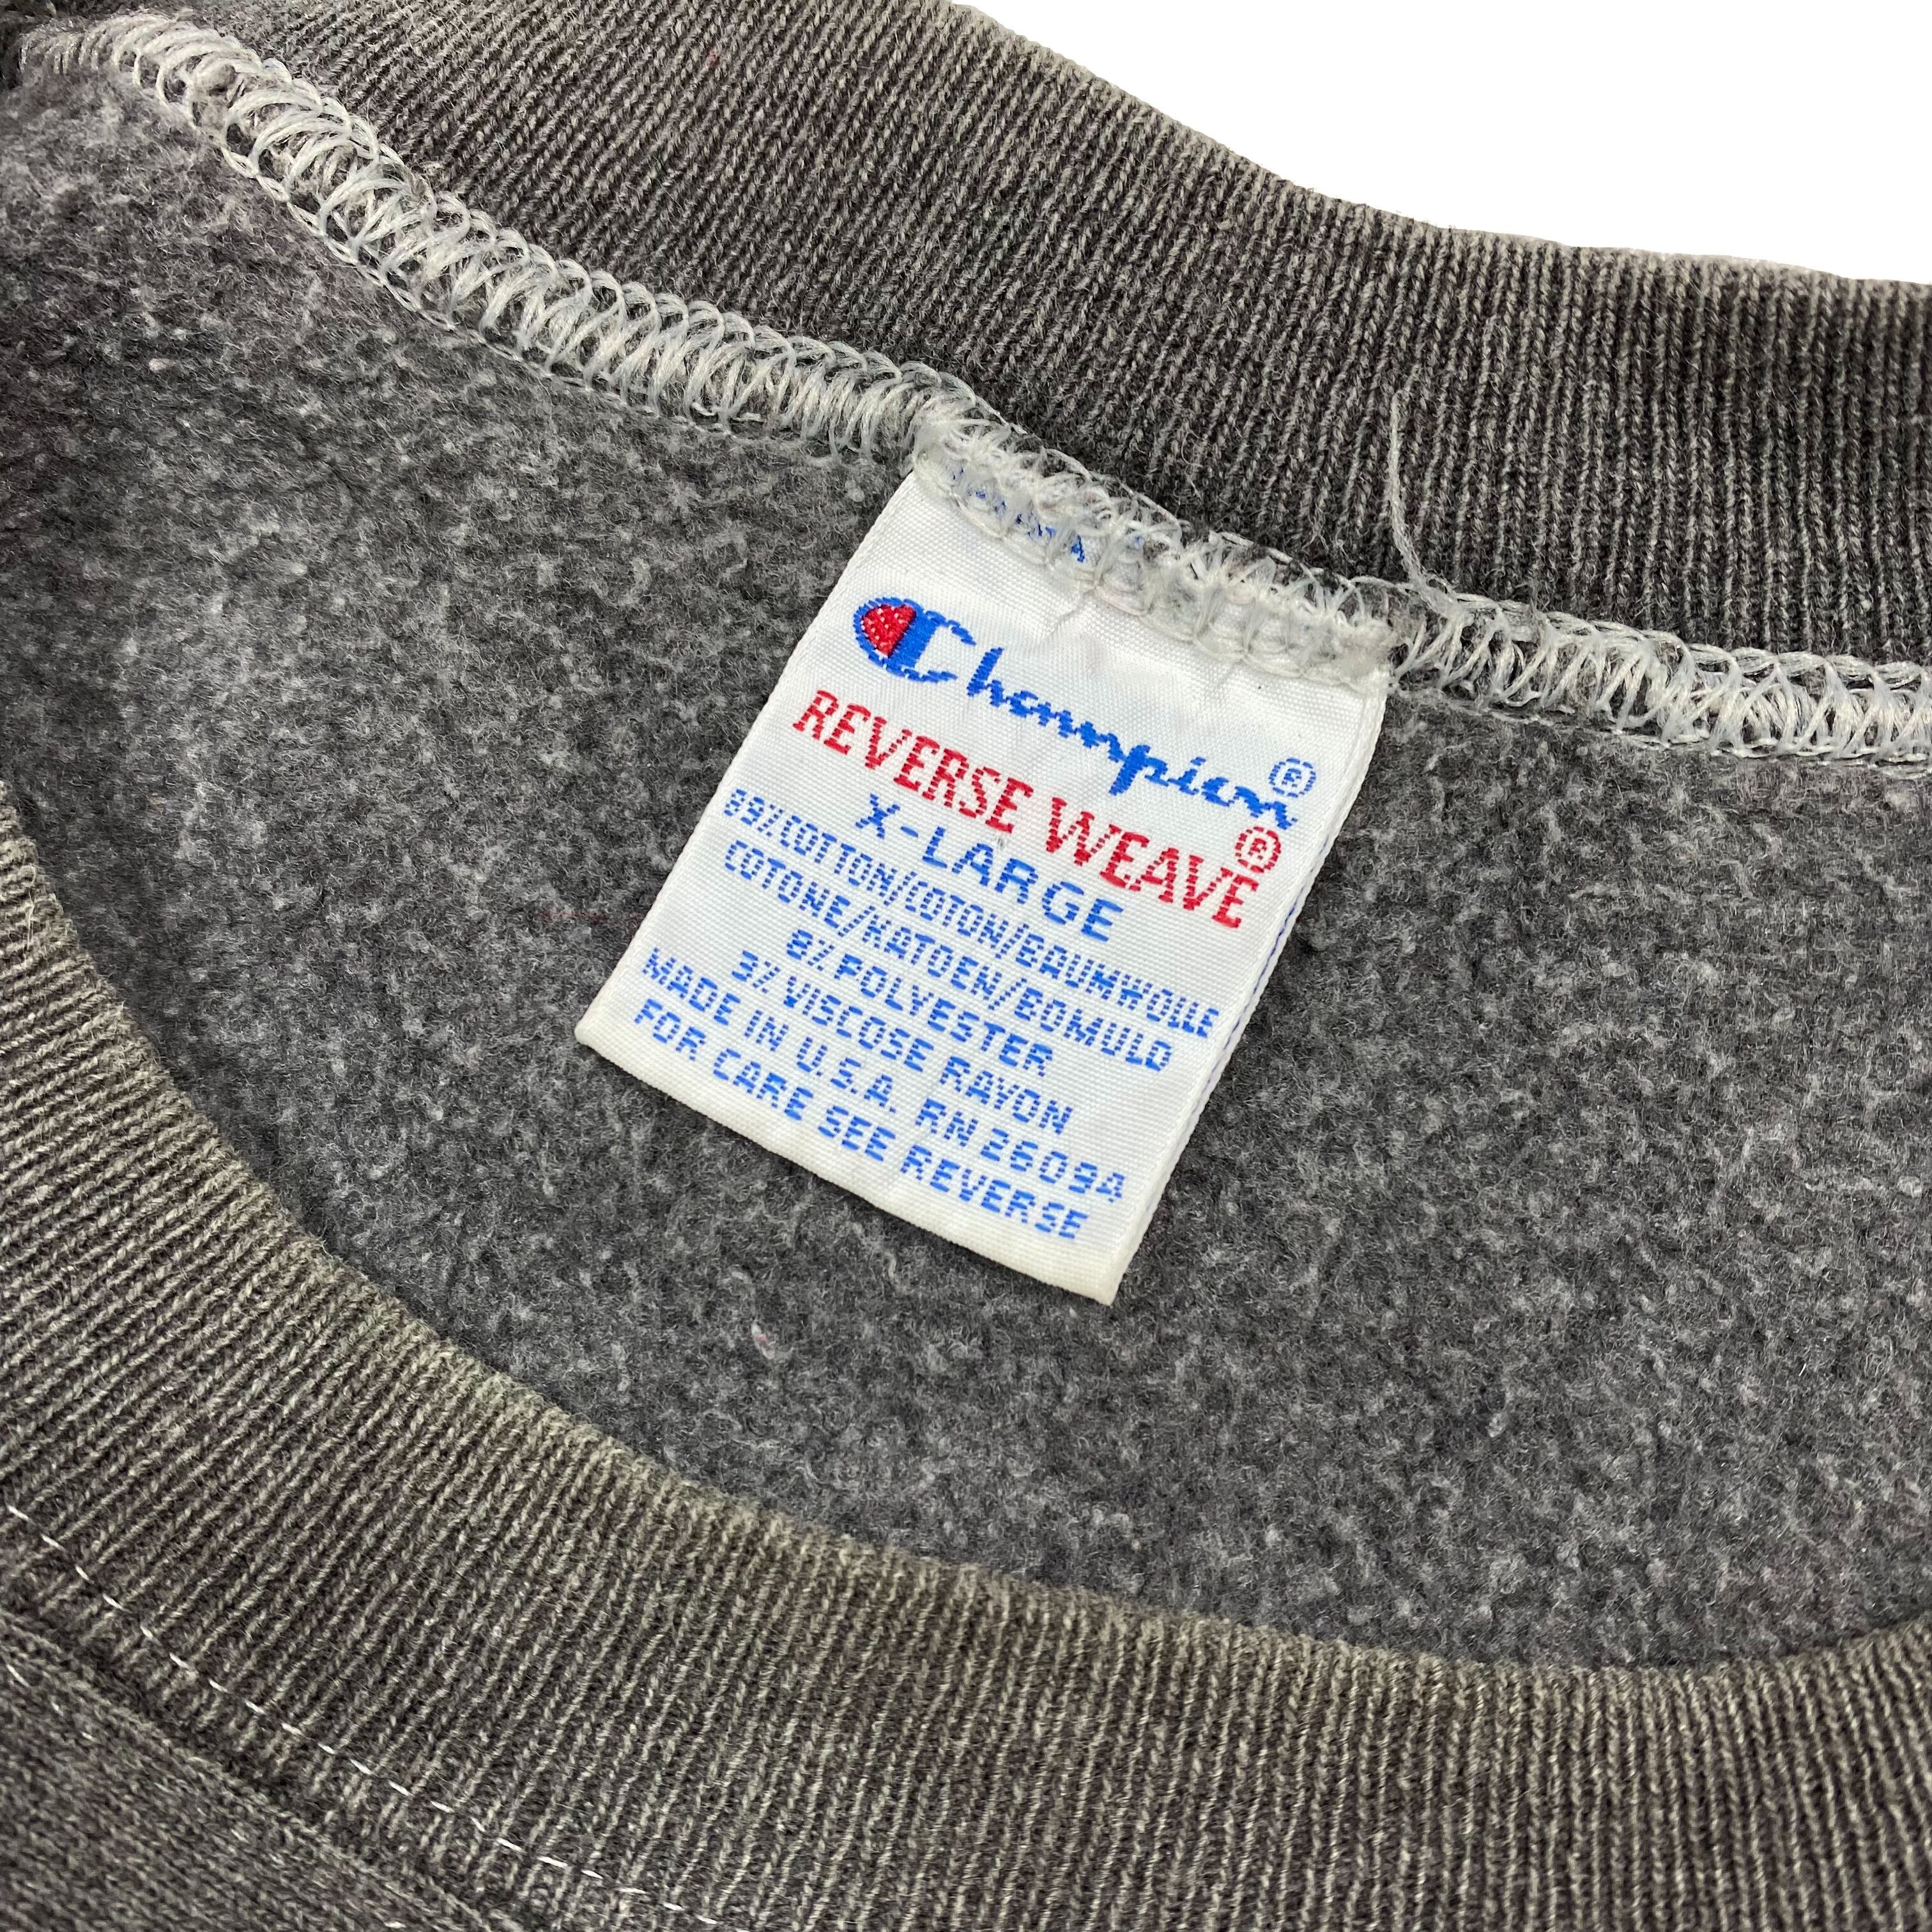 Champion®
REVERSE WEAVE®
X-LARGE
89%COTTON/COTON/BAUMWOLLE
COTONE/KATOEN/BOMULD
8%POLYESTER
3%VISCOSE RAYON
MADE IN U.S.A. RN 26094
FOR CARE SEE REVERSE